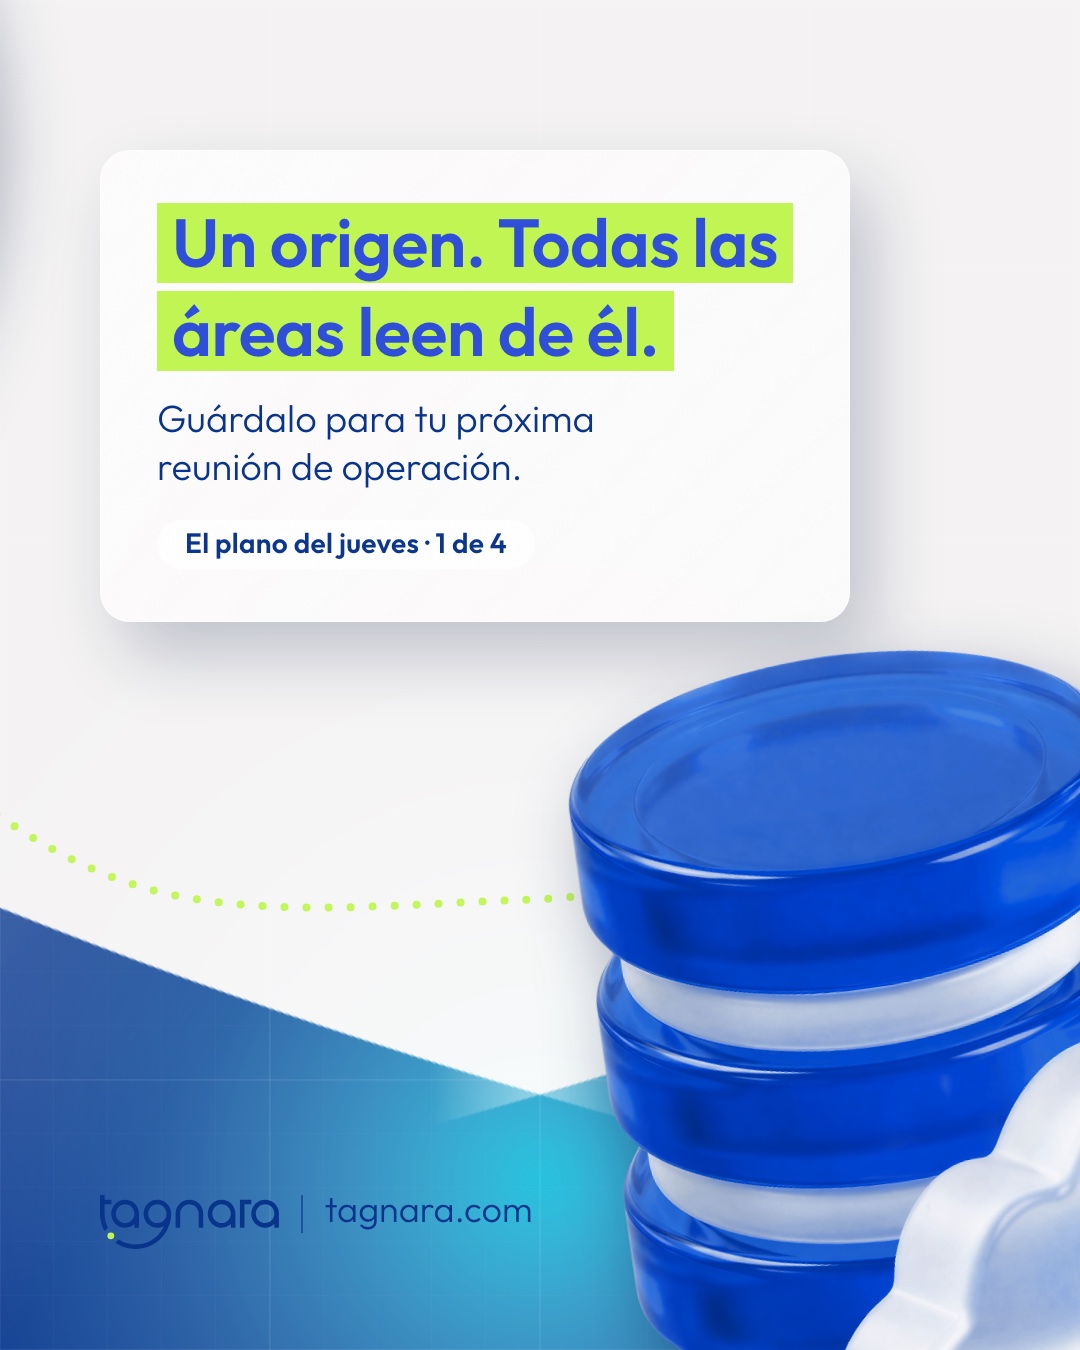 Un origen. Todas las
áreas leen de él.
Guárdalo para tu próxima
reunión de operación.
El plano del jueves · 1 de 4
tagnara | tagnara.com